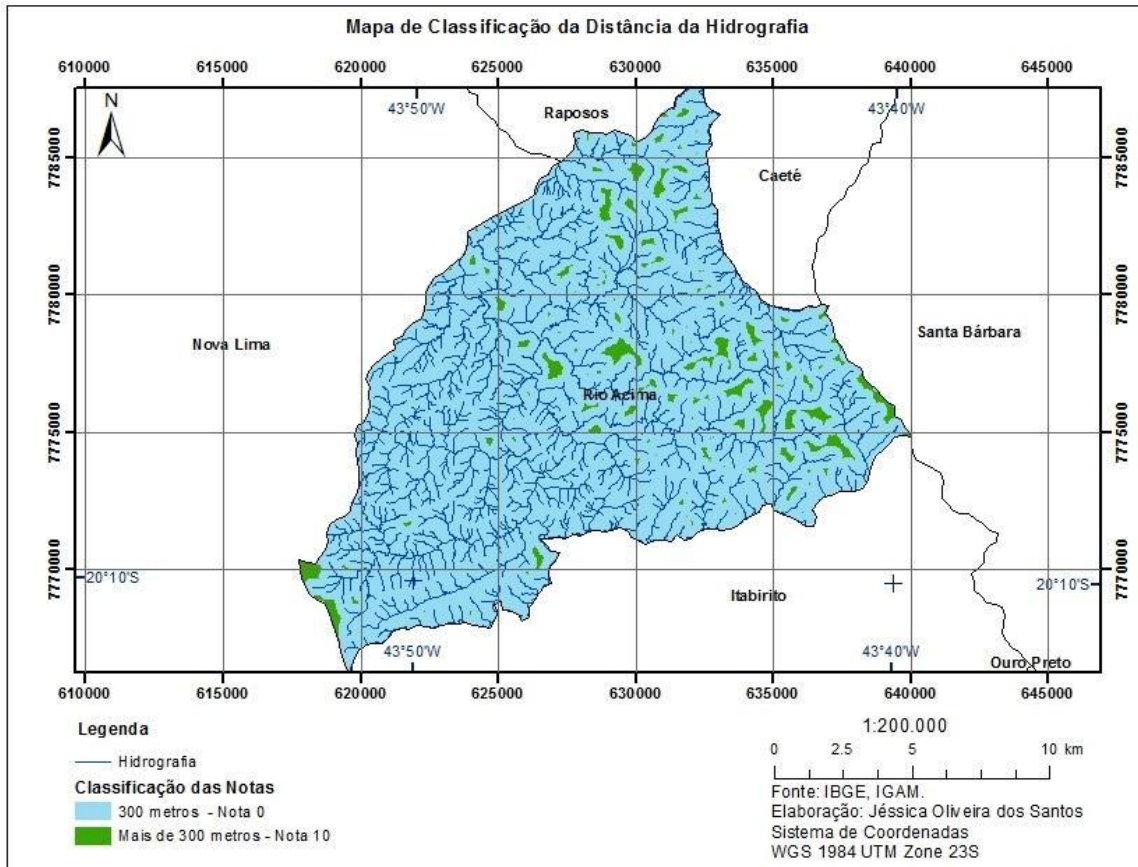 Mapa de Classificação da Distância da Hidrografia
610000 615000 620000 625000 630000 635000 640000 645000
N
43°50'W
43°40'W
Raposos
7785000
7785000
Caeté
7780000
7780000
Nova Lima
Santa Bárbara
Rio Acima
7775000
7775000
7770000
7770000
20°10'S
20°10'S
Itabirito
43°50'W
43°40'W
Ouro Preto
610000 615000 620000 625000 630000 635000 640000 645000
Legenda
Hidrografia
Classificação das Notas
300 metros - Nota 0
Mais de 300 metros - Nota 10
1:200.000
0 2.5 5 10 km
Fonte: IBGE, IGAM.
Elaboração: Jéssica Oliveira dos Santos
Sistema de Coordenadas
WGS 1984 UTM Zone 23S